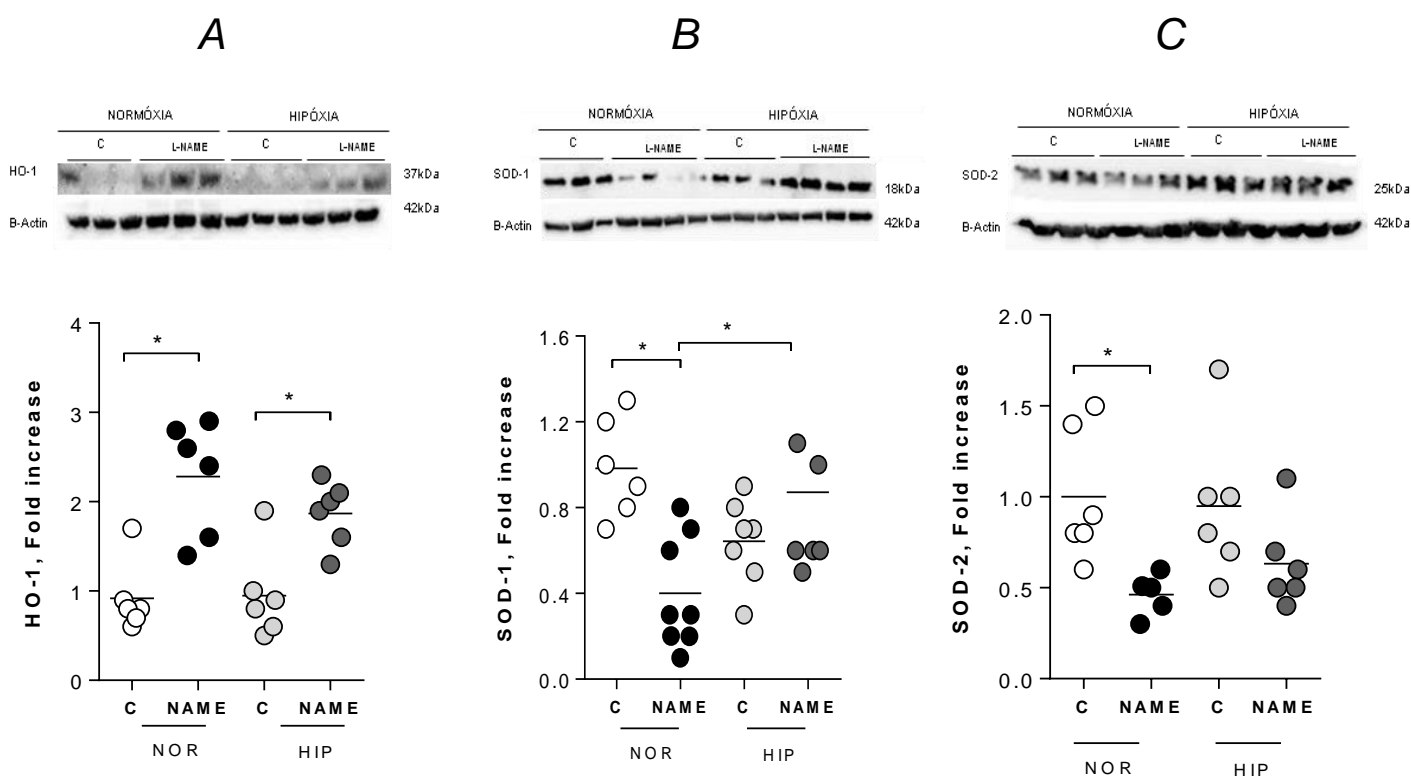 A
NORMÓXIA HIPÓXIA
C L-NAME C L-NAME
HO-1 37kDa
42kDa
B-Actin
4
3
2
1
0
HO-1, Fold increase
* *
C NAME C NAME
NOR HIP
B
NORMÓXIA HIPÓXIA
C L-NAME C L-NAME
SOD-1 18kDa
B-Actin 42kDa
1.6
1.2
0.8
0.4
0.0
SOD-1, Fold increase
* *
C NAME C NAME
NOR HIP
C
NORMÓXIA HIPÓXIA
C L-NAME C L-NAME
SOD-2 25kDa
B-Actin 42kDa
2.0
1.5
1.0
0.5
0.0
SOD-2, Fold increase
*
C NAME C NAME
NOR HIP